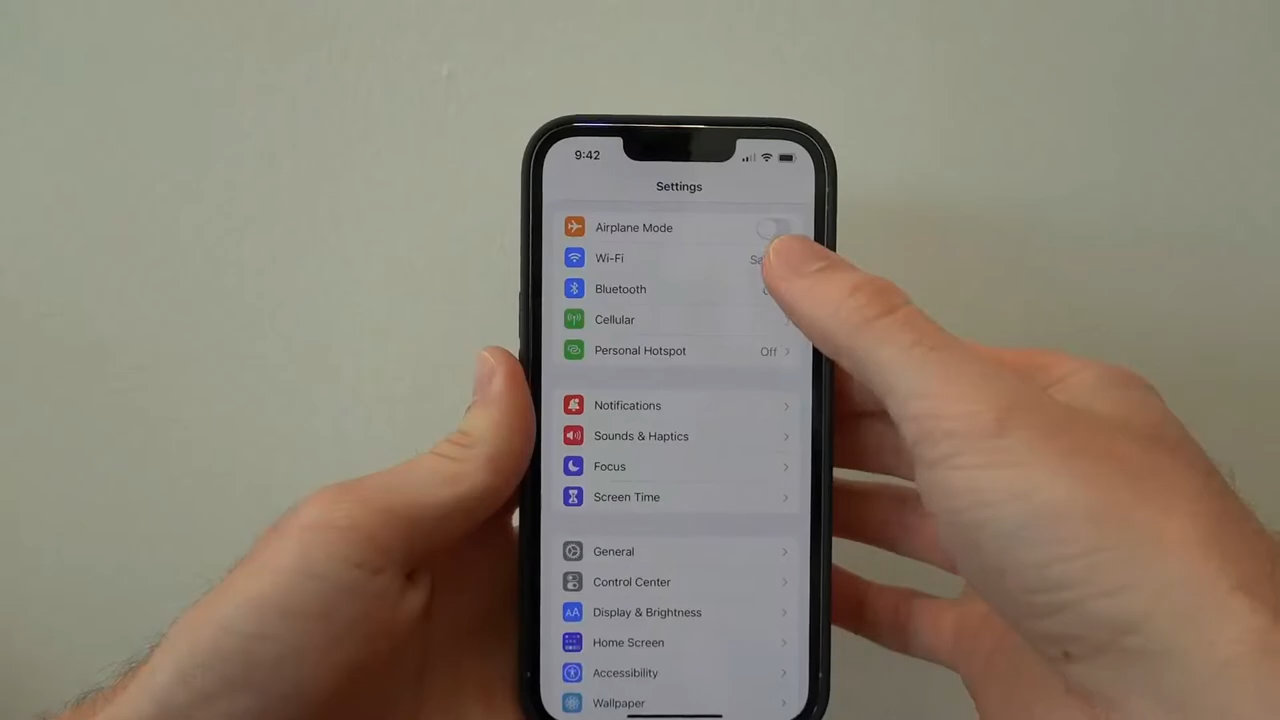 9:42
Settings
Airplane Mode
Wi-Fi
Bluetooth
Cellular
Personal Hotspot Off
Notifications
Sounds & Haptics
Focus
Screen Time
General
Control Center
Display & Brightness
AA
Home Screen
Accessibility
Wallpaper